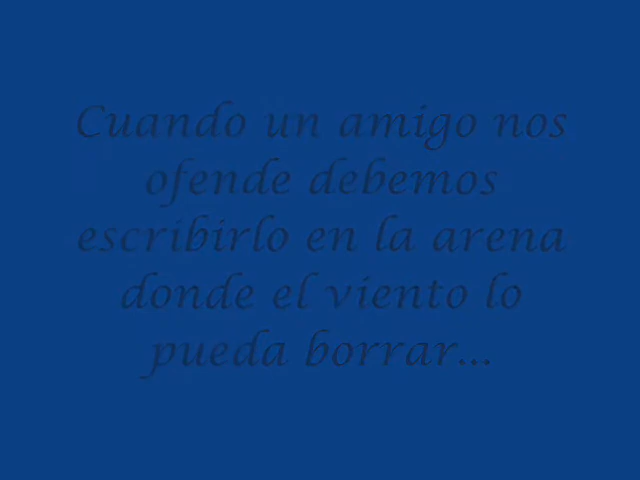 Cuando un amigo nos
ofende debemos
escribirlo en la arena
donde el viento lo
pueda borrar...